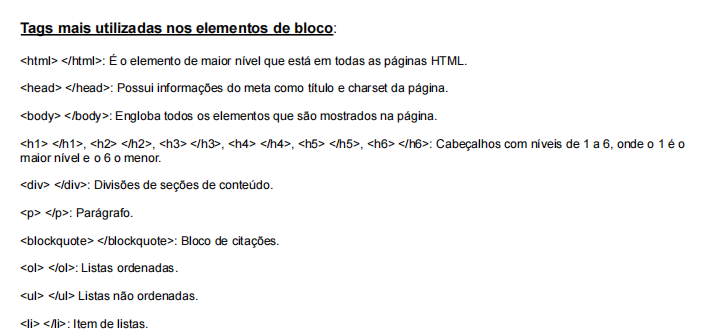 Tags mais utilizadas nos elementos de bloco:
<html> </html>: É o elemento de maior nível que está em todas as páginas HTML.
<head> </head>: Possui informações do meta como título e charset da página.
<body> </body>: Engloba todos os elementos que são mostrados na página.
<h1> </h1>, <h2> </h2>, <h3> </h3>, <h4> </h4>, <h5> </h5>, <h6> </h6>: Cabeçalhos com níveis de 1 a 6, onde o 1 é o
maior nível e o 6 o menor.
<div> </div>: Divisões de seções de conteúdo.
<p> </p>: Parágrafo.
<blockquote> </blockquote>: Bloco de citações.
<ol> </ol>: Listas ordenadas.
<ul> </ul> Listas não ordenadas.
<li> </li>: Item de listas.